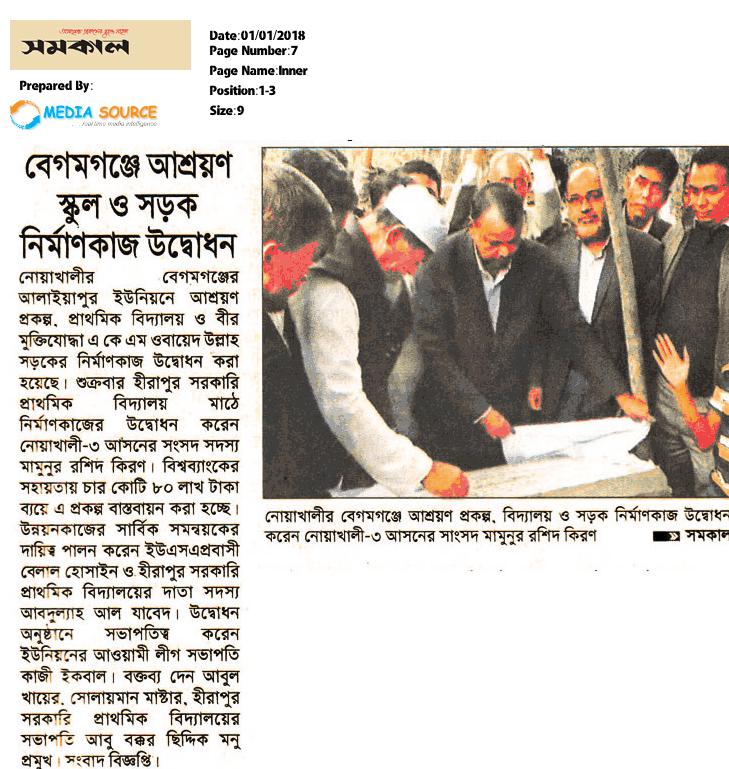 অসংকোচ প্রকাশের দুরন্ত সাহস
সমকাল
Prepared By:
MEDIA SOURCE
real time media intelligence
Date:01/01/2018
Page Number:7
Page Name:Inner
Position:1-3
Size:9
বেগমগঞ্জে আশ্রয়ণ
স্কুল ও সড়ক
নির্মাণকাজ উদ্বোধন
নোয়াখালীর বেগমগঞ্জের
আলাইয়াপুর ইউনিয়নে আশ্রয়ণ
প্রকল্প, প্রাথমিক বিদ্যালয় ও বীর
মুক্তিযোদ্ধা এ কে এম ওবায়েদ উল্লাহ
সড়কের নির্মাণকাজ উদ্বোধন করা
হয়েছে। শুক্রবার হীরাপুর সরকারি
প্রাথমিক বিদ্যালয় মাঠে
নির্মাণকাজের উদ্বোধন করেন
নোয়াখালী-৩ আসনের সংসদ সদস্য
মামুনুর রশিদ কিরণ। বিশ্বব্যাংকের
সহায়তায় চার কোটি ৮০ লাখ টাকা
ব্যয়ে এ প্রকল্প বাস্তবায়ন করা হচ্ছে।
উন্নয়নকাজের সার্বিক সমন্বয়কের
দায়িত্ব পালন করেন ইউএসএপ্রবাসী
বেলাল হোসাইন ও হীরাপুর সরকারি
প্রাথমিক বিদ্যালয়ের দাতা সদস্য
আবদুল্যাহ আল যাবেদ। উদ্বোধন
অনুষ্ঠানে সভাপতিত্ব করেন
ইউনিয়নের আওয়ামী লীগ সভাপতি
কাজী ইকবাল। বক্তব্য দেন আবুল
খায়ের, সোলায়মান মাস্টার, হীরাপুর
সরকারি প্রাথমিক বিদ্যালয়ের
সভাপতি আবু বক্কর ছিদ্দিক মনু
প্রমুখ। সংবাদ বিজ্ঞপ্তি।
নোয়াখালীর বেগমগঞ্জে আশ্রয়ণ প্রকল্প, বিদ্যালয় ও সড়ক নির্মাণকাজ উদ্বোধন
করেন নোয়াখালী-৩ আসনের সাংসদ মামুনুর রশিদ কিরণ সমকাল